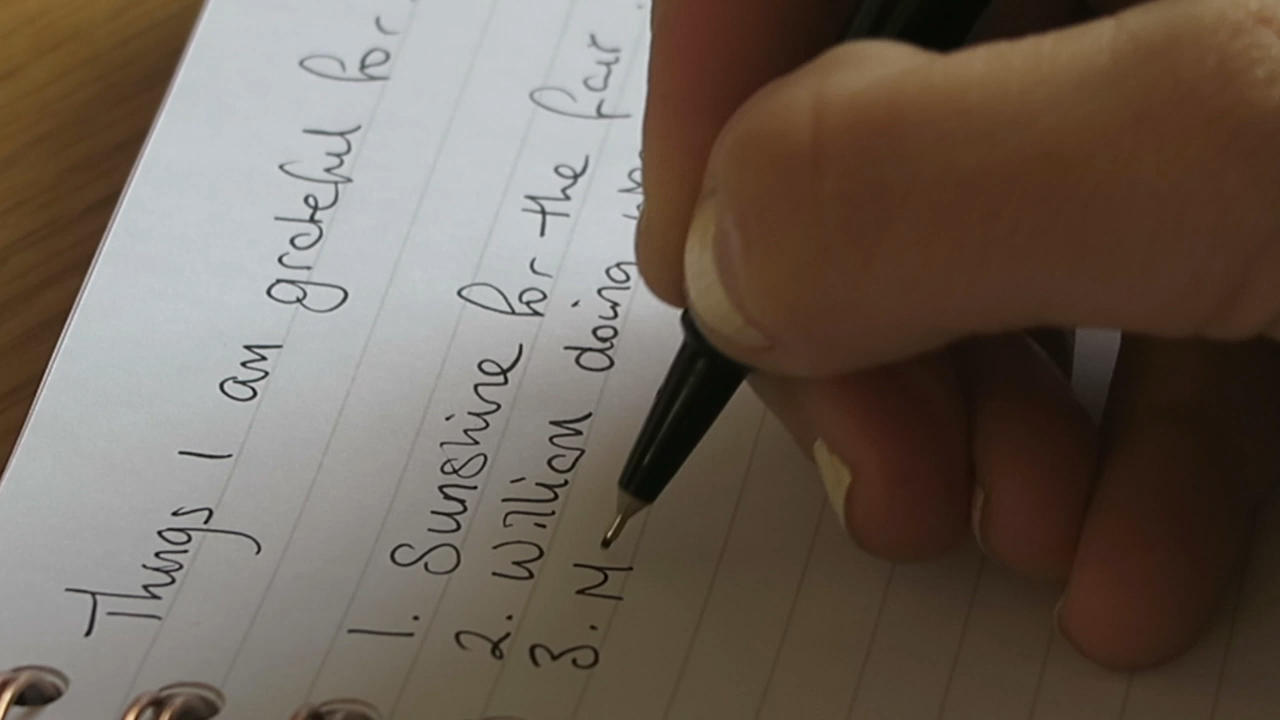 Things I am grateful for
1. Sunshine for the fair
2. William doing
3. M